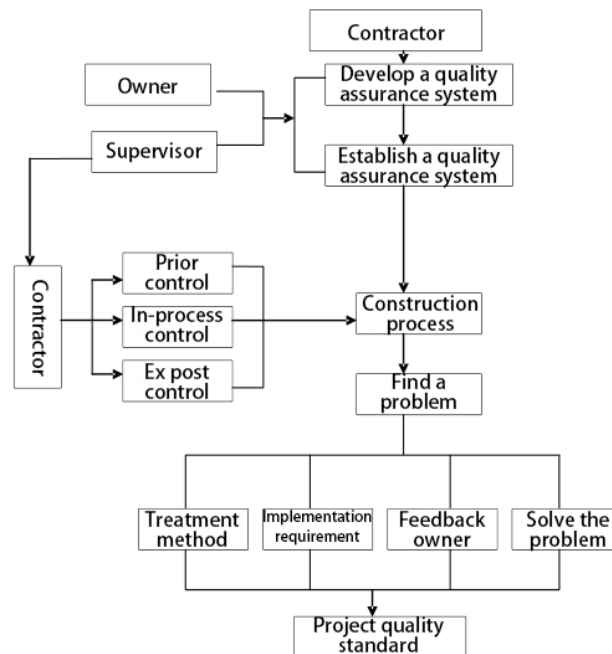 Contractor
Develop a quality
assurance system
Owner
Supervisor
Establish a quality
assurance system
Contractor
Prior
control
In-process
control
Ex post
control
Construction
process
Find a
problem
Treatment
method
Implementation
requirement
Feedback
owner
Solve the
problem
Project quality
standard